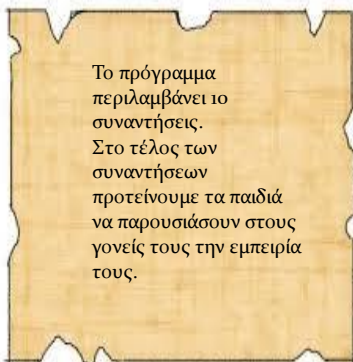 Το πρόγραμμα
περιλαμβάνει 10
συναντήσεις.
Στο τέλος των
συναντήσεων
προτείνουμε τα παιδιά
να παρουσιάσουν στους
γονείς τους την εμπειρία
τους.